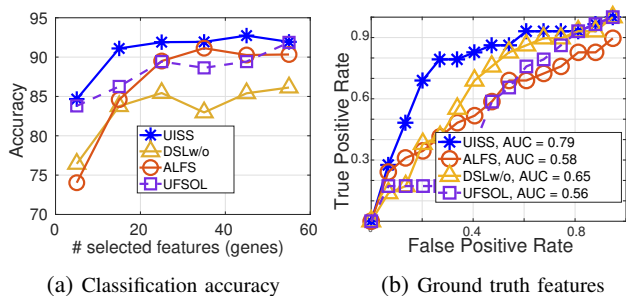 Accuracy
95
90
85
80
75
70
0
20
40
60
# selected features (genes)
UISS
DSLw/o
ALFS
UFSOL
(a) Classification accuracy
True Positive Rate
0.9
0.6
0.3
0
0
0.4
0.8
False Positive Rate
UISS, AUC = 0.79
ALFS, AUC = 0.58
DSLw/o, AUC = 0.65
UFSOL, AUC = 0.56
(b) Ground truth features